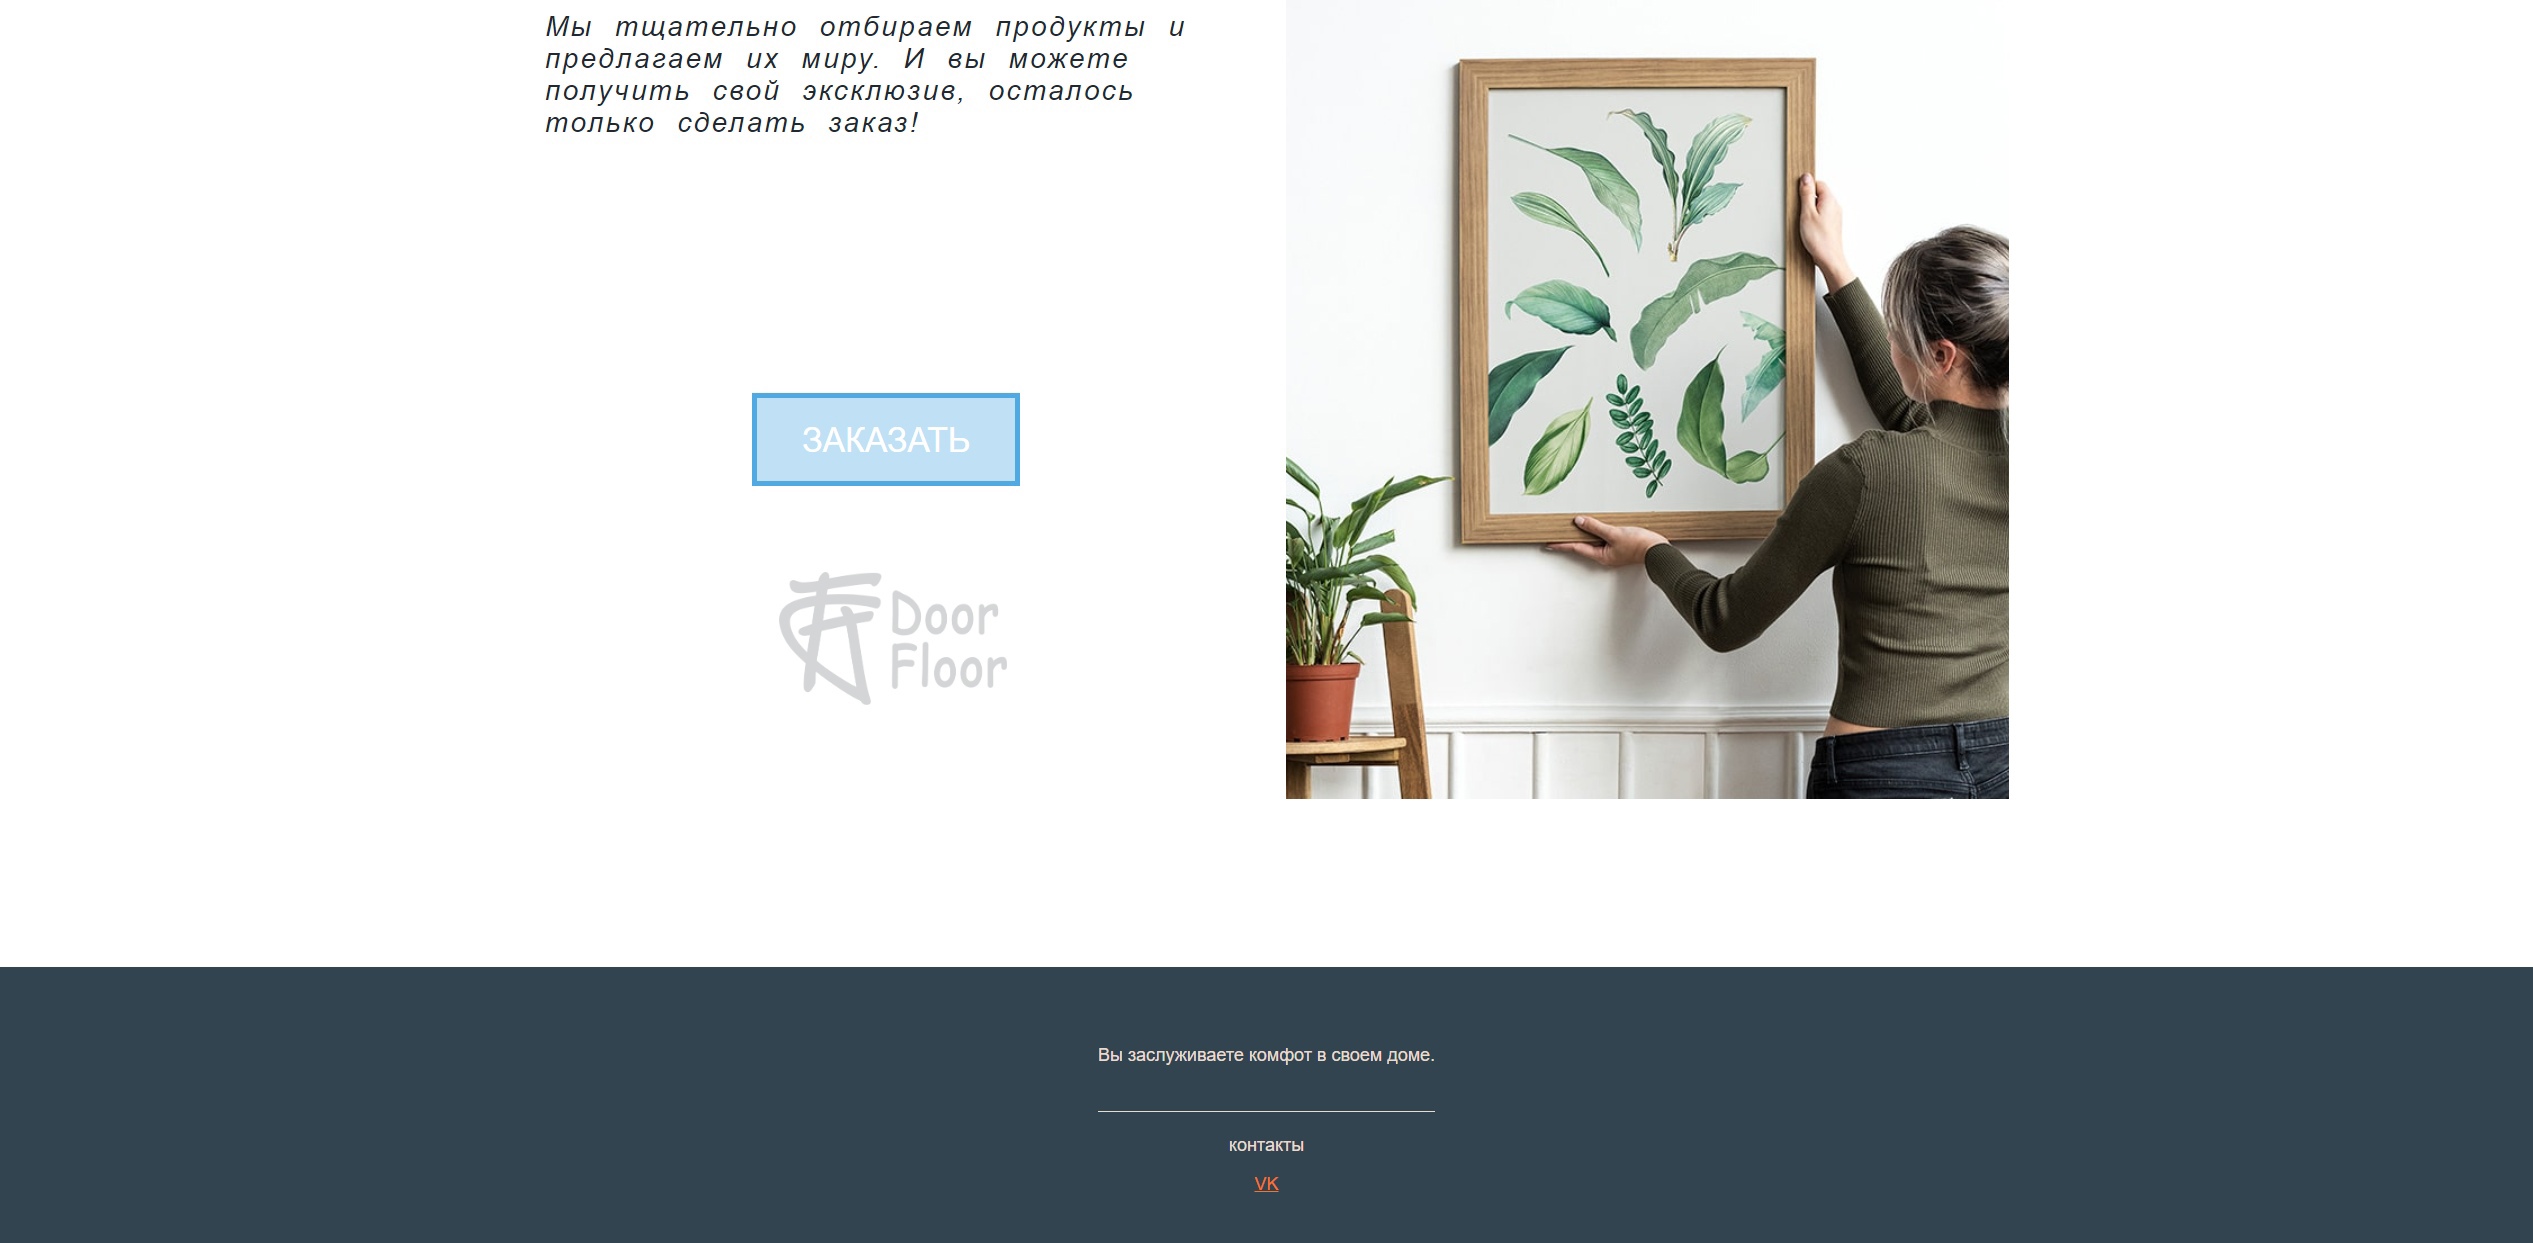 Мы тщательно отбираем продукты и
предлагаем их миру. И вы можете
получить свой эксклюзив, осталось
только сделать заказ!
ЗАКАЗАТЬ
Door
Floor
Вы заслуживаете комфот в своем доме.
контакты
VK